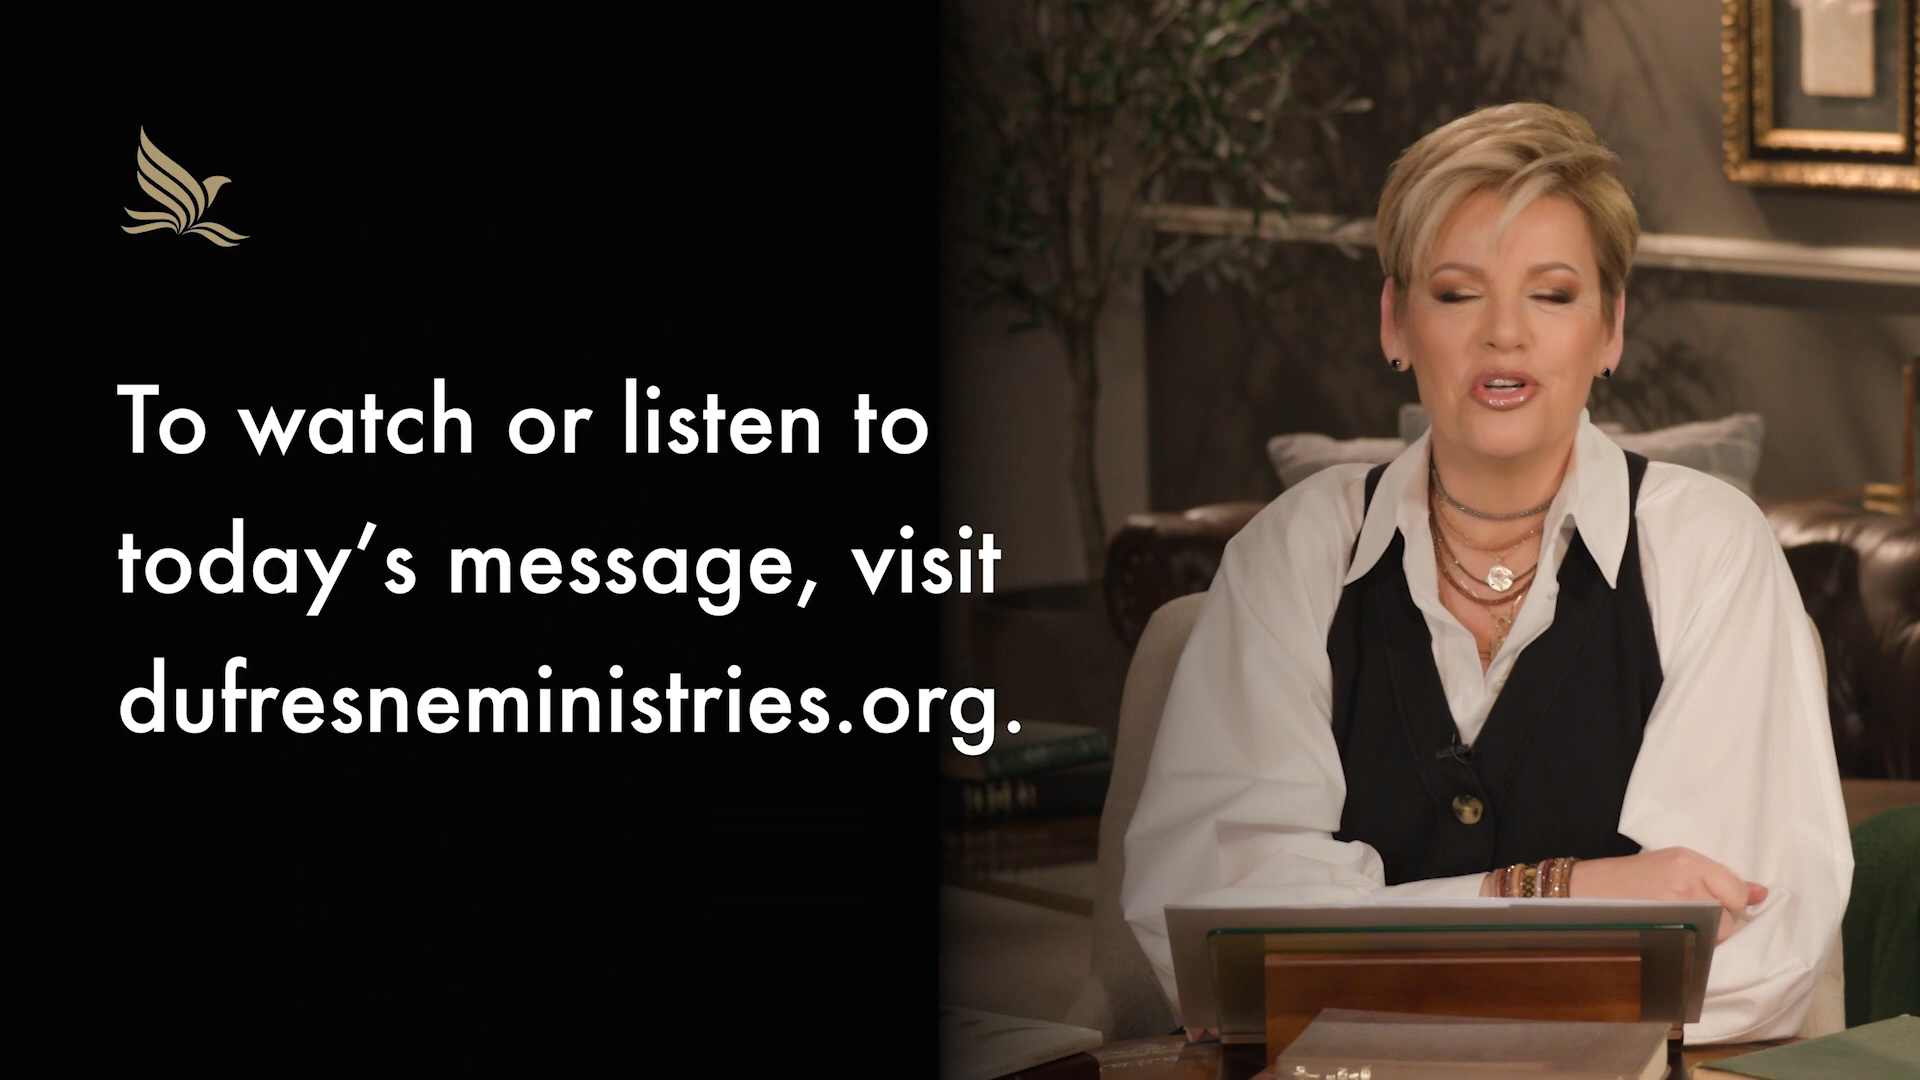 To watch or listen to
today’s message, visit
dufresneministries.org.